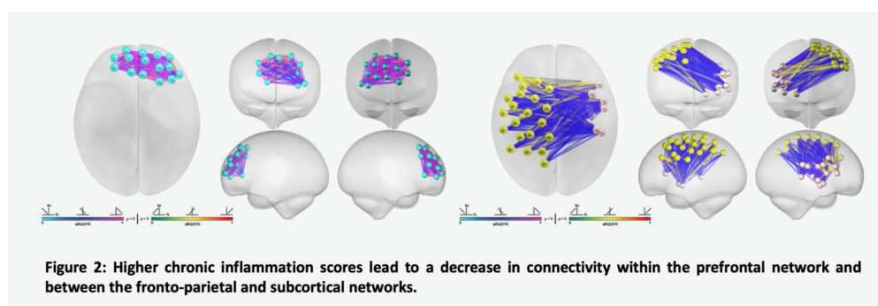 Figure 2: Higher chronic inflammation scores lead to a decrease in connectivity within the prefrontal network and
between the fronto-parietal and subcortical networks.